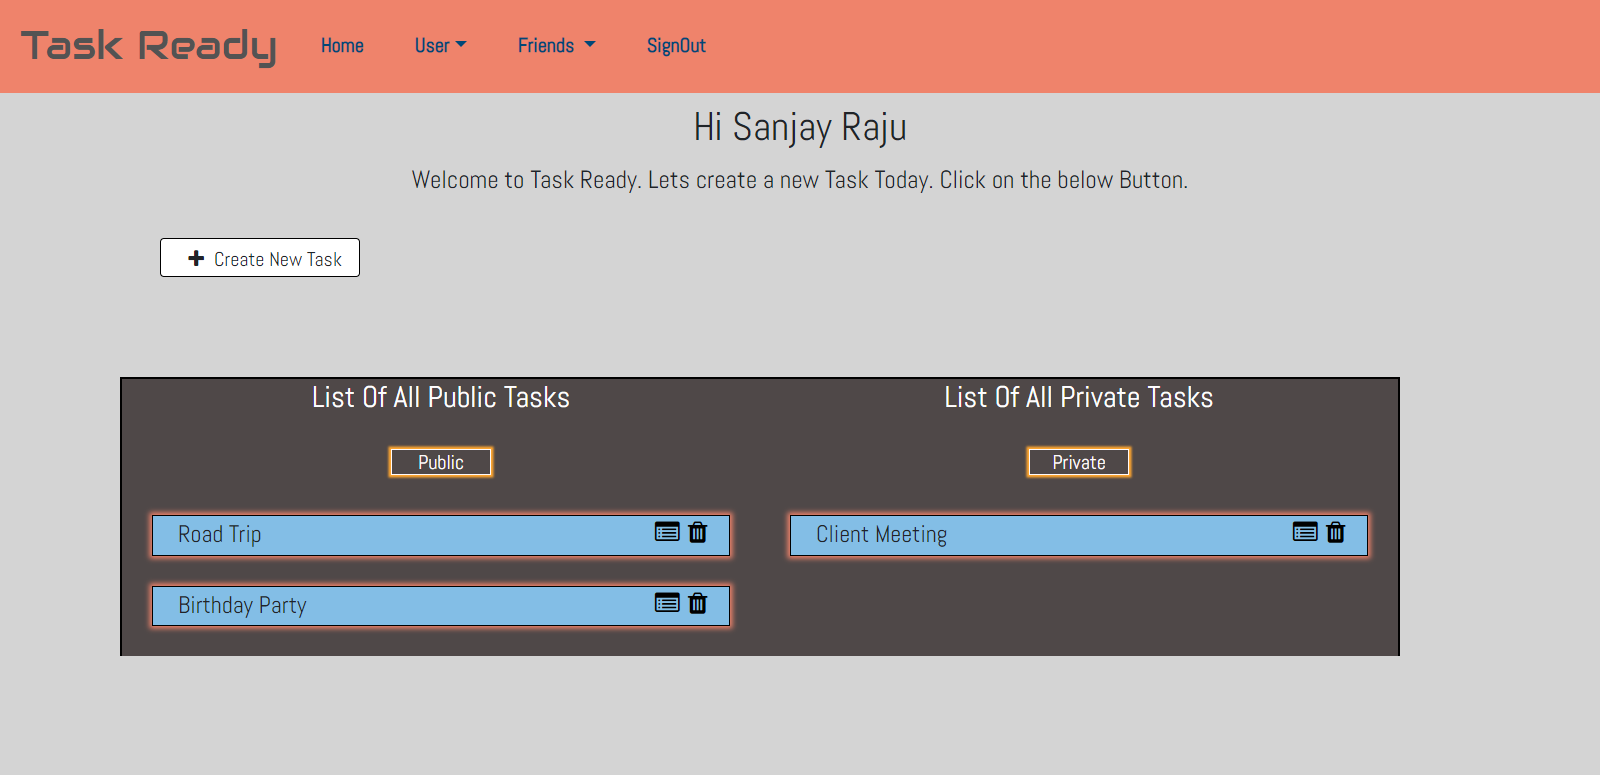 Task Ready Home User Friends SignOut
Hi Sanjay Raju
Welcome to Task Ready. Lets create a new Task Today. Click on the below Button.
Create New Task
List Of All Public Tasks
Public
Road Trip
Birthday Party
List Of All Private Tasks
Private
Client Meeting